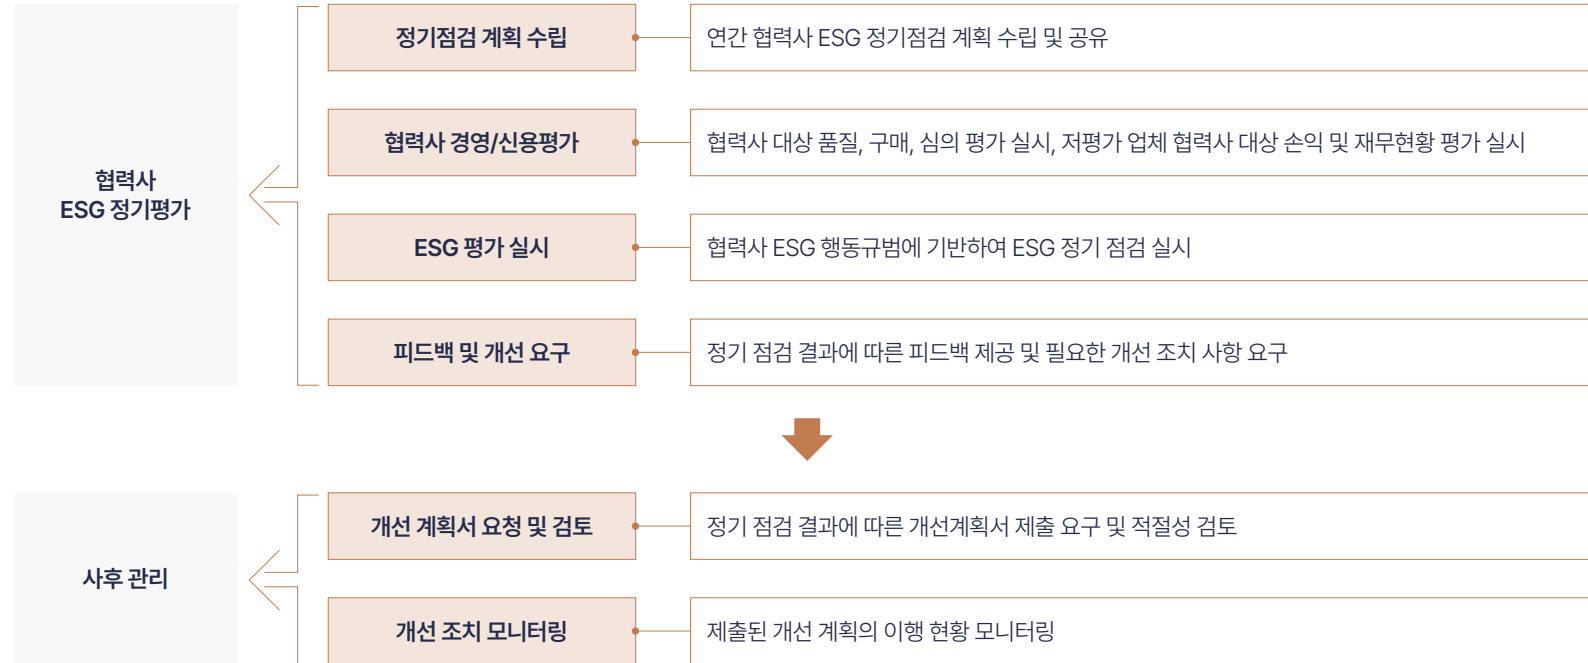 협력사
ESG 정기평가
정기점검 계획 수립
연간 협력사 ESG 정기점검 계획 수립 및 공유
협력사 경영/신용평가
협력사 대상 품질, 구매, 심의 평가 실시, 저평가 업체 협력사 대상 손익 및 재무현황 평가 실시
ESG 평가 실시
협력사 ESG 행동규범에 기반하여 ESG 정기 점검 실시
피드백 및 개선 요구
정기 점검 결과에 따른 피드백 제공 및 필요한 개선 조치 사항 요구
사후 관리
개선 계획서 요청 및 검토
정기 점검 결과에 따른 개선계획서 제출 요구 및 적절성 검토
개선 조치 모니터링
제출된 개선 계획의 이행 현황 모니터링